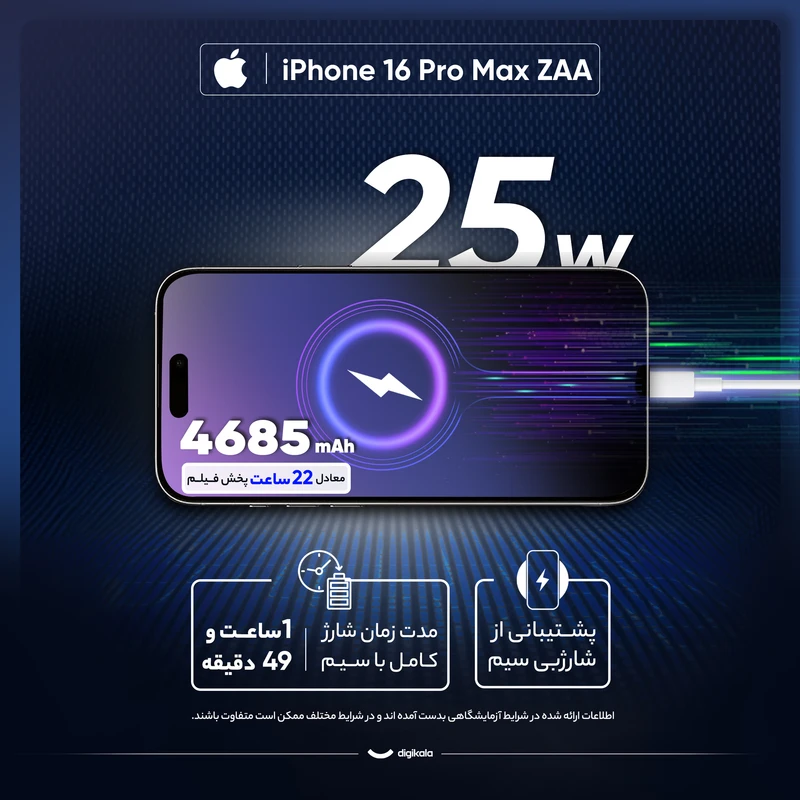 iPhone 16 Pro Max ZAA
25w
4685 mAh
معادل 22 ساعت پخش فیلم
پشتیبانی از
شارژ بی سیم
مدت زمان شارژ
کامل با سیم
1 ساعت و
49 دقیقه
اطلاعات ارائه شده در شرایط آزمایشگاهی بدست آمده اند و در شرایط مختلف ممکن است متفاوت باشند.
digikala